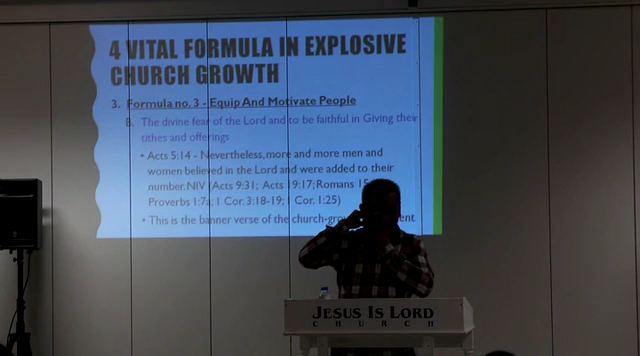 4 VITAL FORMULA IN EXPLOSIVE
CHURCH GROWTH
3. Formula no. 3 - Equip And Motivate People
B. The divine fear of the Lord and to be faithful in Giving their
tithes and offerings
• Acts 5:14 - Nevertheless, more and more men and
women believed in the Lord and were added to their
number. NIV (Acts 9:31; Acts 19:17; Romans
Proverbs 1:7a; 1 Cor. 3:18-19; 1 Cor. 1:25)
• This is the banner verse of the
JESUS IS LORD
CHURCH